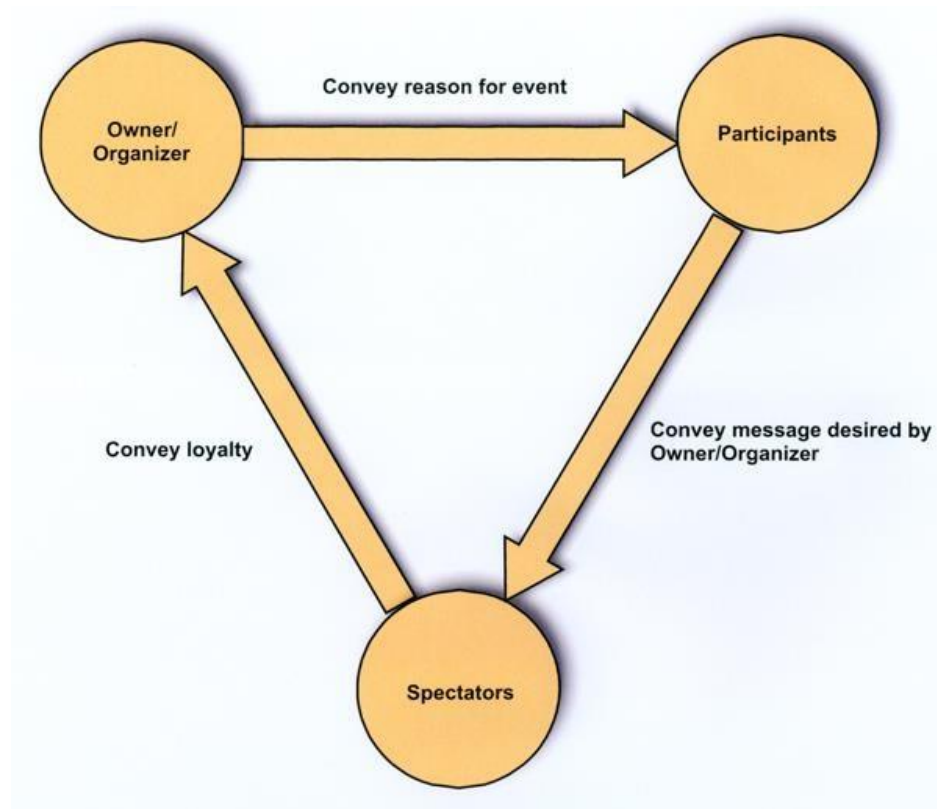 Convey reason for event
Owner/
Organizer
Participants
Convey loyalty
Convey message desired by
Owner/Organizer
Spectators